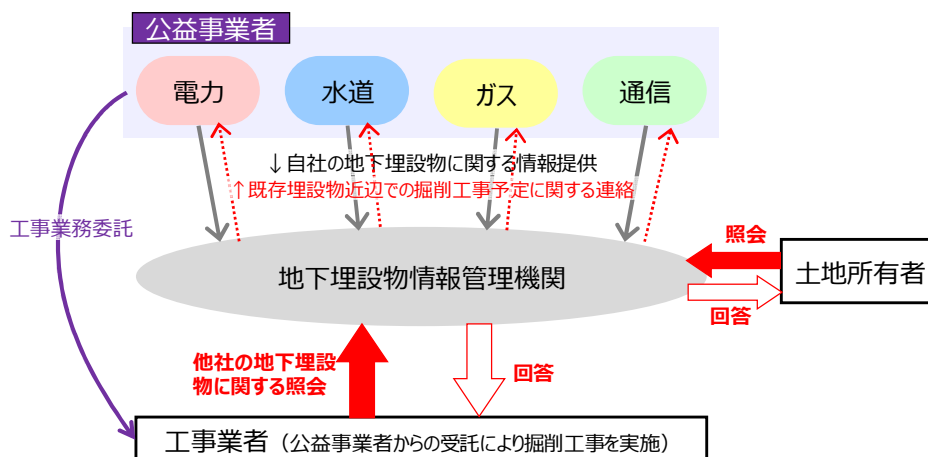 公益事業者
電力
水道
ガス
通信
↓自社の地下埋設物に関する情報提供
↑既存埋設物近辺での掘削工事予定に関する連絡
工事業務委託
地下埋設物情報管理機関
照会
土地所有者
回答
他社の地下埋設
物に関する照会
回答
工事業者（公益事業者からの受託により掘削工事を実施）